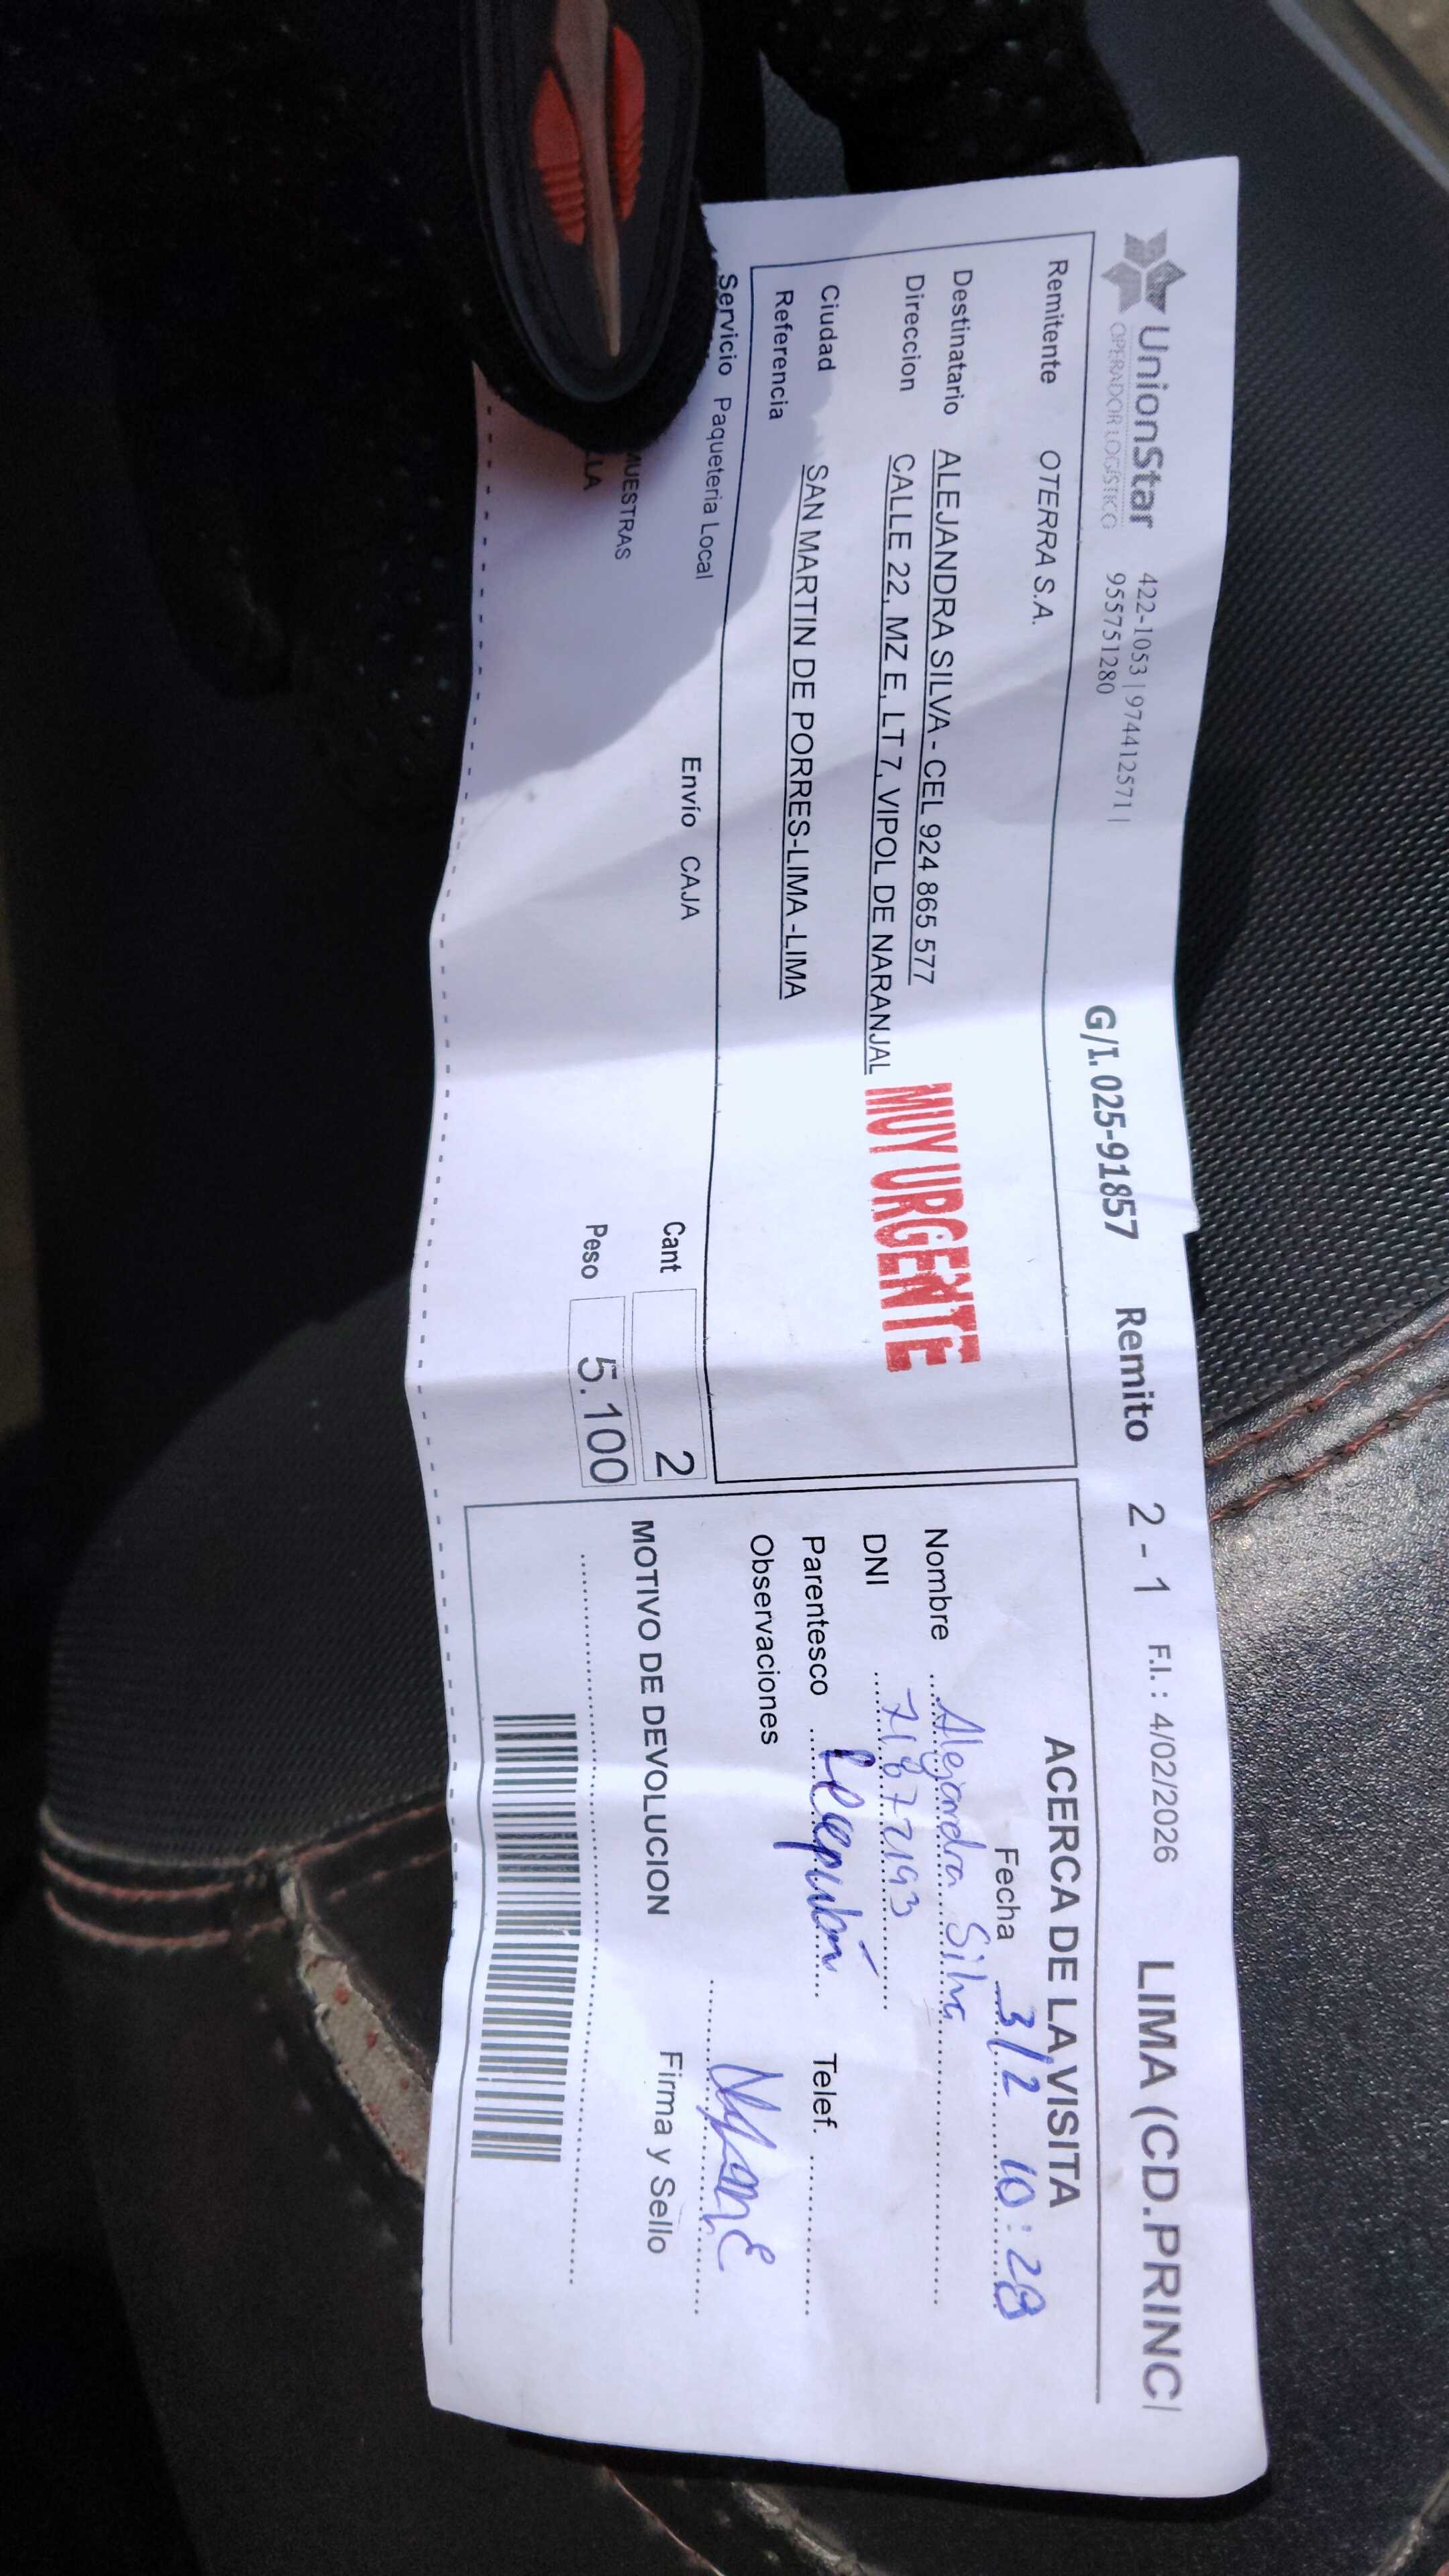 UnionStar
OPERADOR LOGÍSTICO
422-1053 | 974412571 |
955751280
G/I. 025-91857 Remito 2 - 1 F.I. : 4/02/2026 LIMA (CD.PRINCI
Remitente OTERRA S.A.
Destinatario ALEJANDRA SILVA - CEL 924 865 577
Direccion CALLE 22, MZ E, LT 7, VIPOL DE NARANJAL
MUY URGENTE
Ciudad SAN MARTIN DE PORRES-LIMA -LIMA
Referencia
Servicio Paqueteria Local Envío CAJA Cant 2
MUESTRAS
LLA
Peso 5.100
ACERCA DE LA VISITA
Fecha 3/2 10:28
Nombre Alejandra Silva
DNI
Parentesco
Telef.
Observaciones
Firma y Sello
MOTIVO DE DEVOLUCION